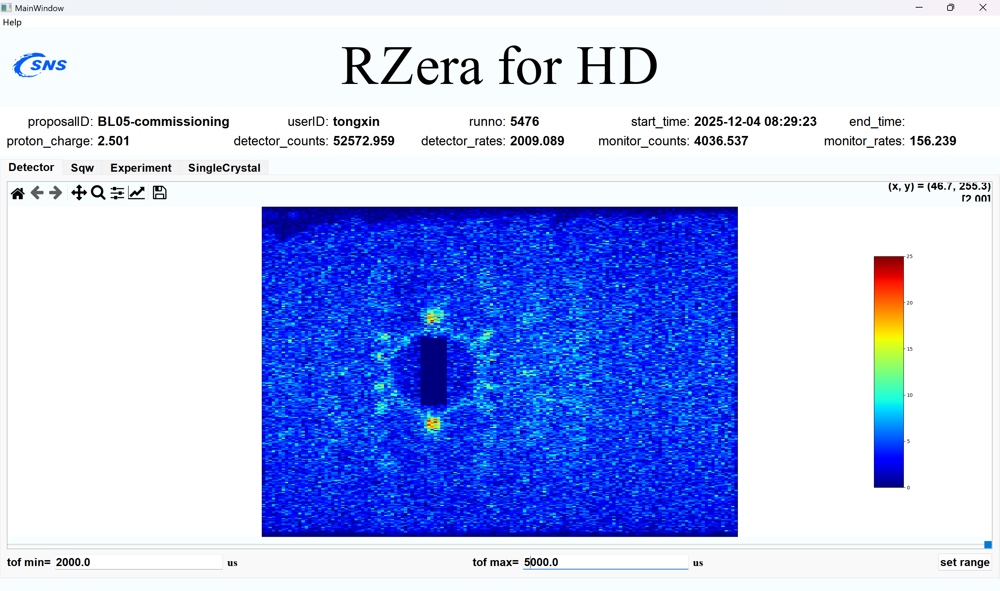 MainWindow
Help
CSNS
RZera for HD
proposalID: BL05-commissioning userID: tongxin runno: 5476 start_time: 2025-12-04 08:29:23 end_time:
proton_charge: 2.501 detector_counts: 52572.959 detector_rates: 2009.089 monitor_counts: 4036.537 monitor_rates: 156.239
Detector Sqw Experiment SingleCrystal
(x, y) = (46.7, 255.3)
[2.00]
25
20
15
10
5
0
tof min= 2000.0 us tof max= 5000.0 us set range